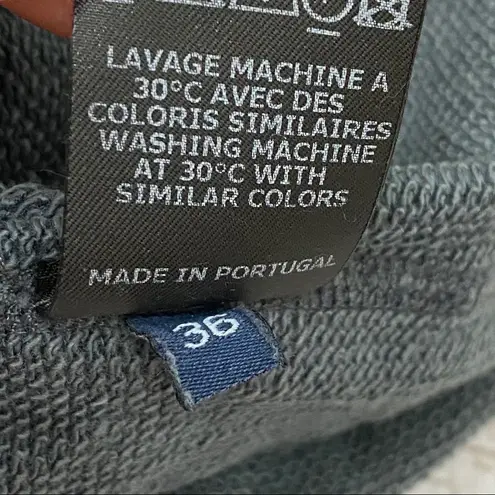 LAVAGE MACHINE A
30°C AVEC DES
COLORIS SIMILAIRES
WASHING MACHINE
AT 30°C WITH
SIMILAR COLORS
MADE IN PORTUGAL
36